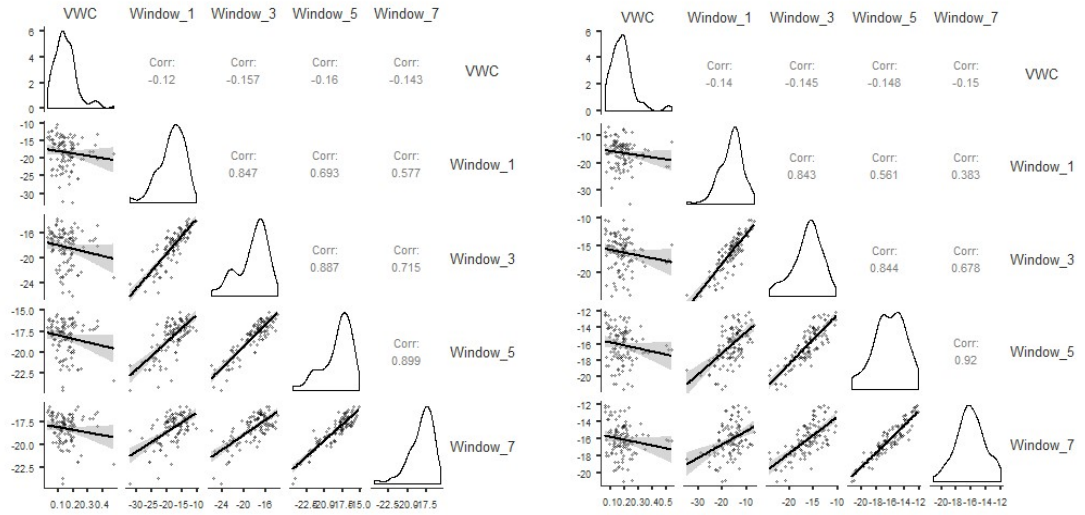 VWC Window_1 Window_3 Window_5 Window_7
6
4
2
0
Corr: -0.12
Corr: -0.157
Corr: -0.16
Corr: -0.143
VWC
-10
-15
-20
-25
-30
Corr: 0.847
Corr: 0.693
Corr: 0.577
Window_1
-16
-20
-24
Corr: 0.887
Corr: 0.715
Window_3
-15.0
-17.5
-20.0
-22.5
Corr: 0.899
Window_5
-17.5
-20.0
-22.5
Window_7
0.10.20.30.4 -30-25-20-15-10 -24 -20 -16
VWC Window_1 Window_3 Window_5 Window_7
6
4
2
0
Corr: -0.14
Corr: -0.145
Corr: -0.148
Corr: -0.15
VWC
-10
-20
-30
Corr: 0.843
Corr: 0.561
Corr: 0.383
Window_1
-10
-15
-20
Corr: 0.844
Corr: 0.678
Window_3
-12
-14
-16
-18
-20
Corr: 0.92
Window_5
-12
-14
-16
-18
-20
Window_7
0.10.20.30.40.5 -30 -20 -10 -20 -15 -10 -20-18-16-14-12 -20-18-16-14-12